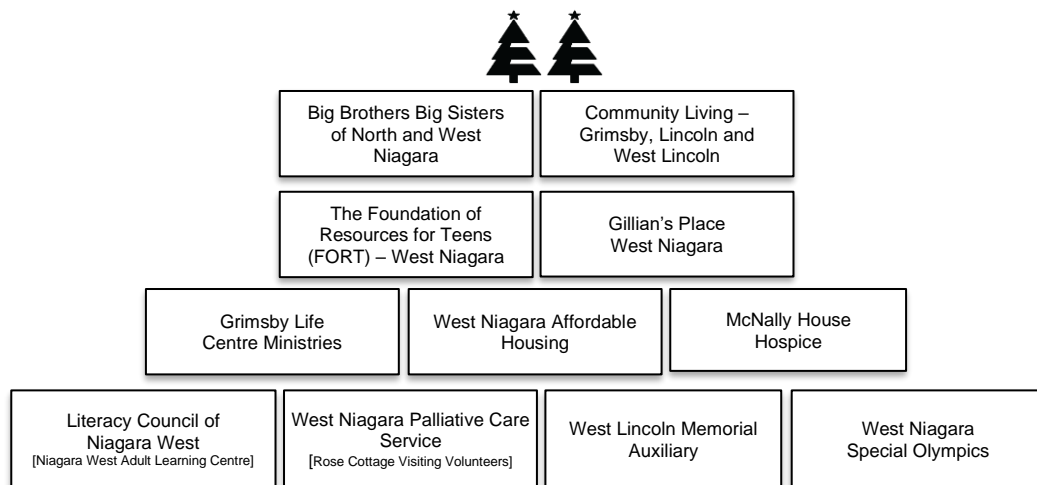 Big Brothers Big Sisters
of North and West
Niagara
Community Living –
Grimsby, Lincoln and
West Lincoln
The Foundation of
Resources for Teens
(FORT) – West Niagara
Gillian’s Place
West Niagara
Grimsby Life
Centre Ministries
West Niagara Affordable
Housing
McNally House
Hospice
Literacy Council of
Niagara West
[Niagara West Adult Learning Centre]
West Niagara Palliative Care
Service
[Rose Cottage Visiting Volunteers]
West Lincoln Memorial
Auxiliary
West Niagara
Special Olympics